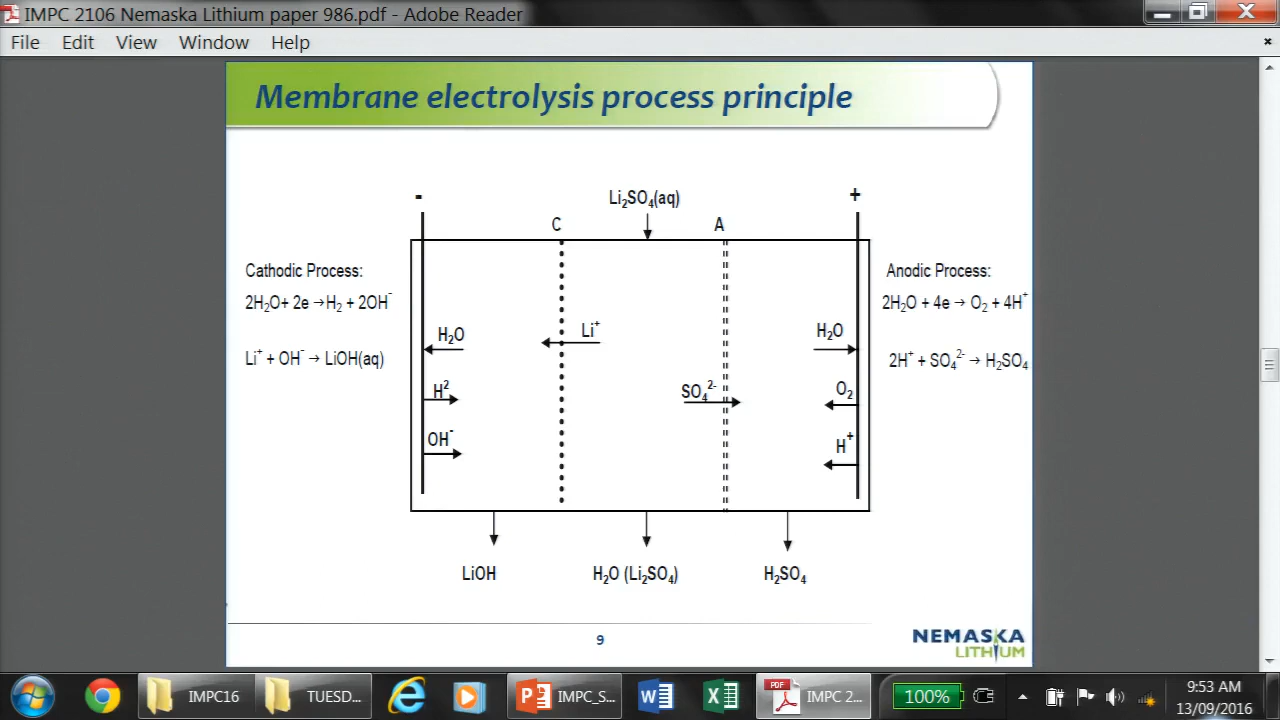 IMPC 2106 Nemaska Lithium paper 986.pdf - Adobe Reader
File Edit View Window Help
Membrane electrolysis process principle
- Li₂SO₄(aq) +
C A
Cathodic Process:
2H₂O+ 2e →H₂ + 2OH⁻
Li⁺ + OH⁻ → LiOH(aq)
H₂O
H²
OH⁻
Li⁺
SO₄²⁻
H₂O
O₂
H⁺
Anodic Process:
2H₂O + 4e → O₂ + 4H⁺
2H⁺ + SO₄²⁻ → H₂SO₄
LiOH H₂O (Li₂SO₄) H₂SO₄
9
NEMASKA
LITHIUM
IMPC16 TUESD... IMPC_S... PDF IMPC 2... 100%
9:53 AM
13/09/2016